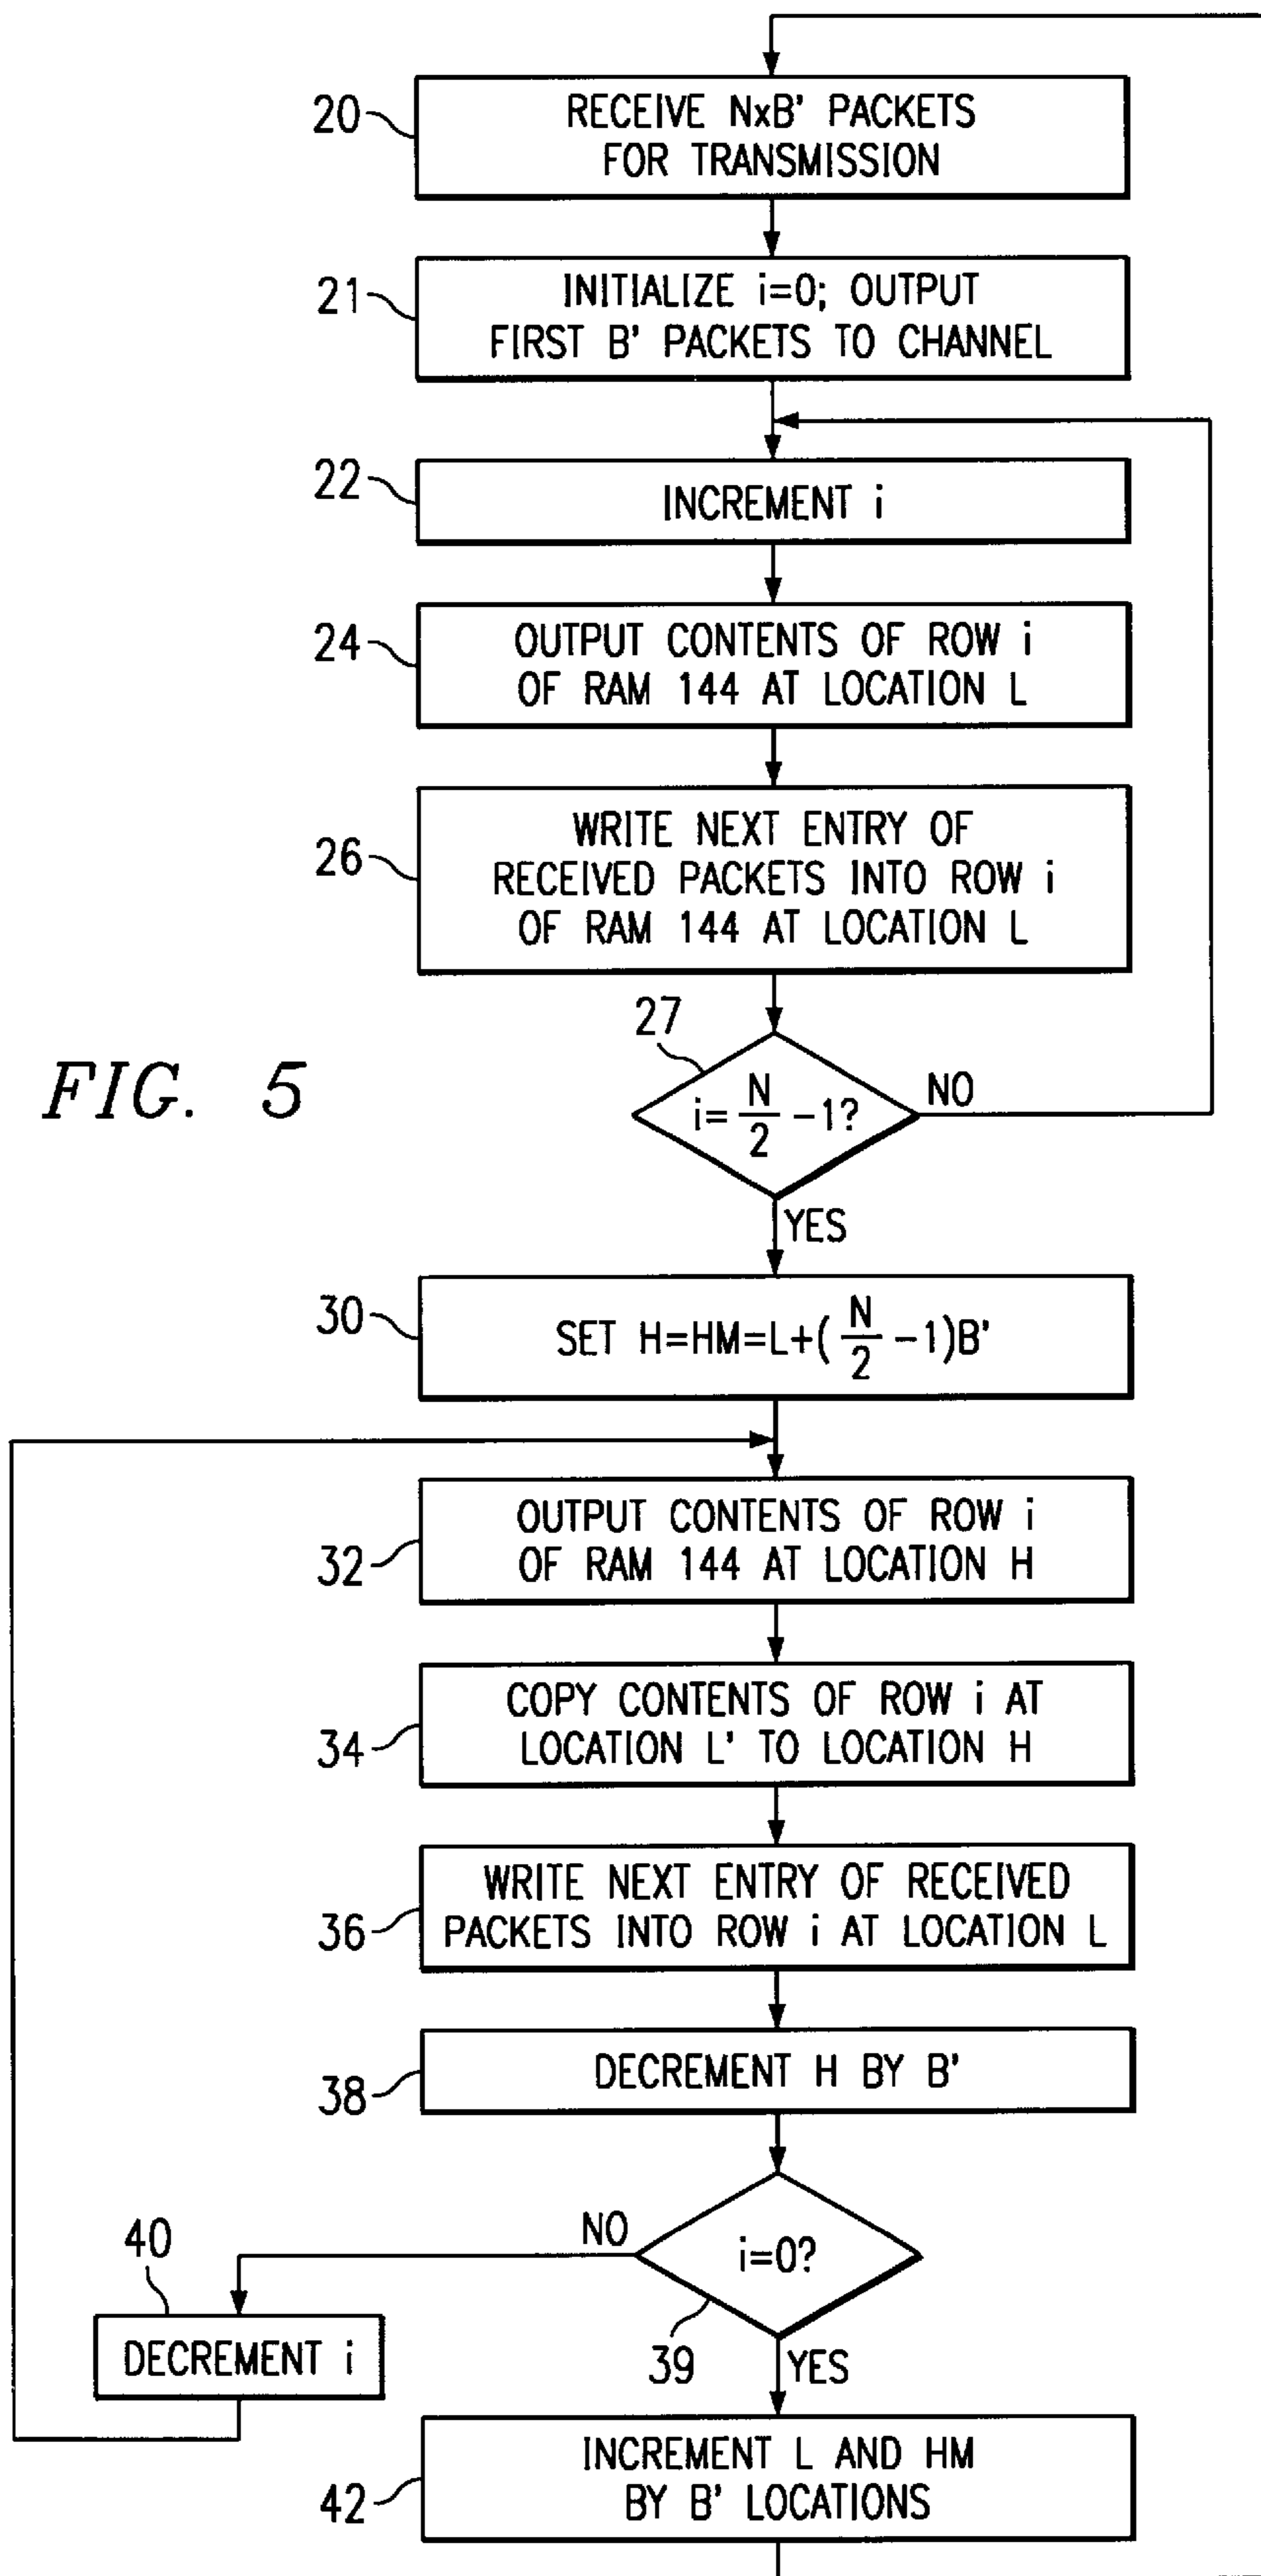 20
RECEIVE NxB' PACKETS
FOR TRANSMISSION
21
INITIALIZE i=0; OUTPUT
FIRST B' PACKETS TO CHANNEL
22
INCREMENT i
24
OUTPUT CONTENTS OF ROW i
OF RAM 144 AT LOCATION L
26
WRITE NEXT ENTRY OF
RECEIVED PACKETS INTO ROW i
OF RAM 144 AT LOCATION L
27
FIG. 5
i= N/2 -1?
NO
YES
30
SET H=HM=L+( N/2 -1)B'
32
OUTPUT CONTENTS OF ROW i
OF RAM 144 AT LOCATION H
34
COPY CONTENTS OF ROW i AT
LOCATION L' TO LOCATION H
36
WRITE NEXT ENTRY OF RECEIVED
PACKETS INTO ROW i AT LOCATION L
38
DECREMENT H BY B'
NO
i=0?
39
YES
40
DECREMENT i
42
INCREMENT L AND HM
BY B' LOCATIONS